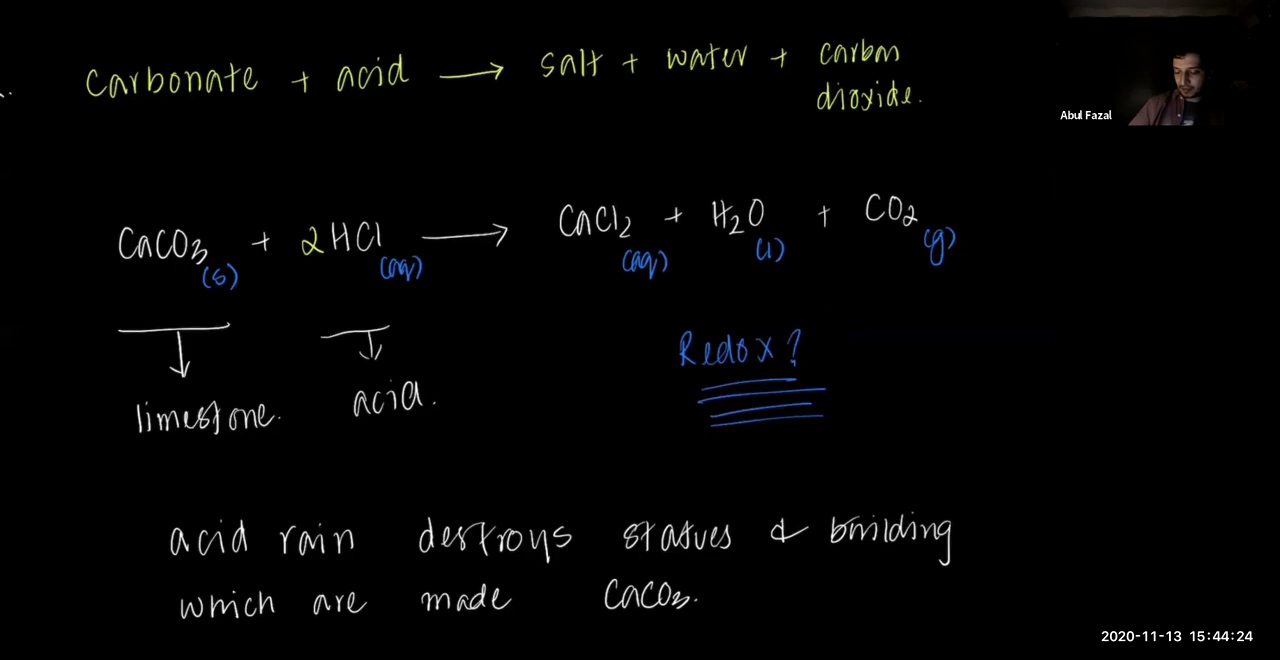 carbonate + acid → salt + water + carbon
dioxide.
Abul Fazal
CaCO3(s) + 2HCl(aq) → CaCl2(aq) + H2O(l) + CO2(g)
Redox?
limestone. acid.
acid rain destroys statues & building
which are made CaCO3.
2020-11-13 15:44:24